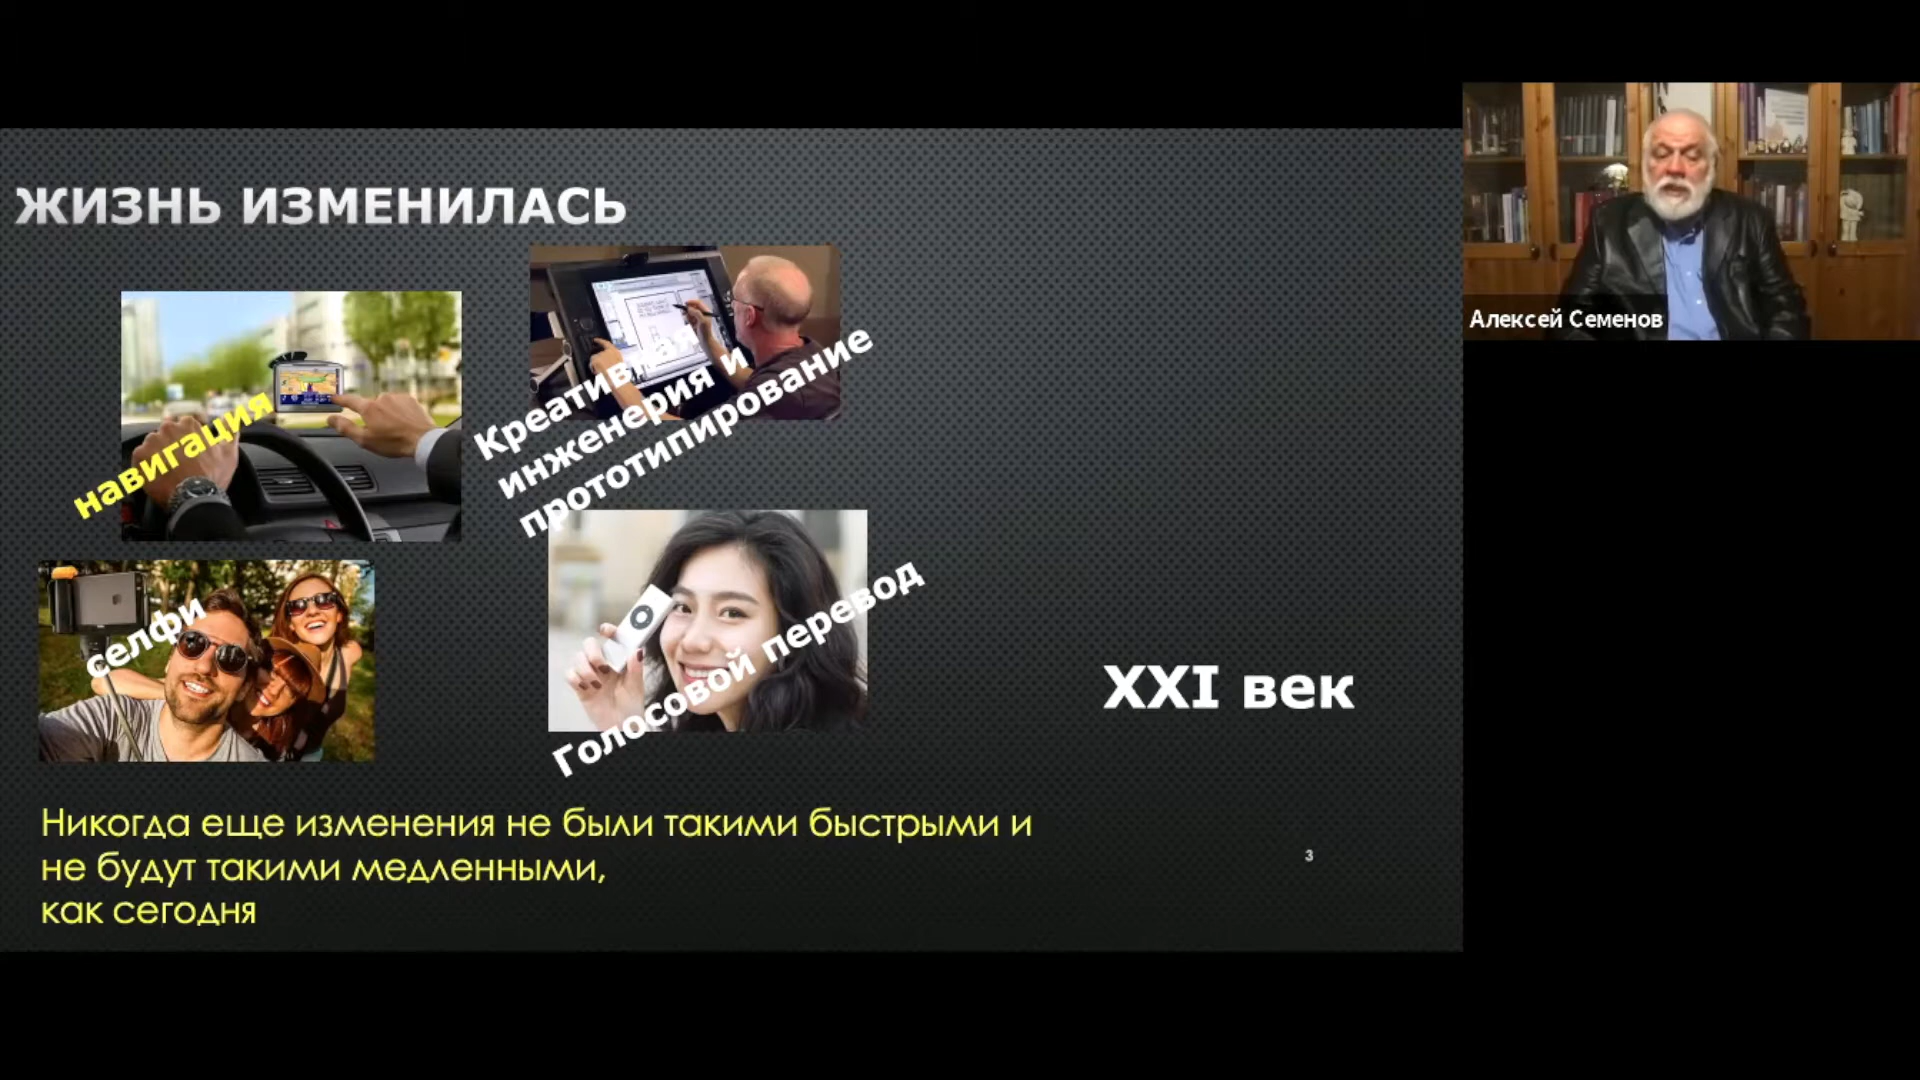 ЖИЗНЬ ИЗМЕНИЛАСЬ
навигация
Креативная
инженерия и
прототипирование
селфи
Голосовой перевод
XXI век
Никогда еще изменения не были такими быстрыми и
не будут такими медленными,
как сегодня
3
Алексей Семенов